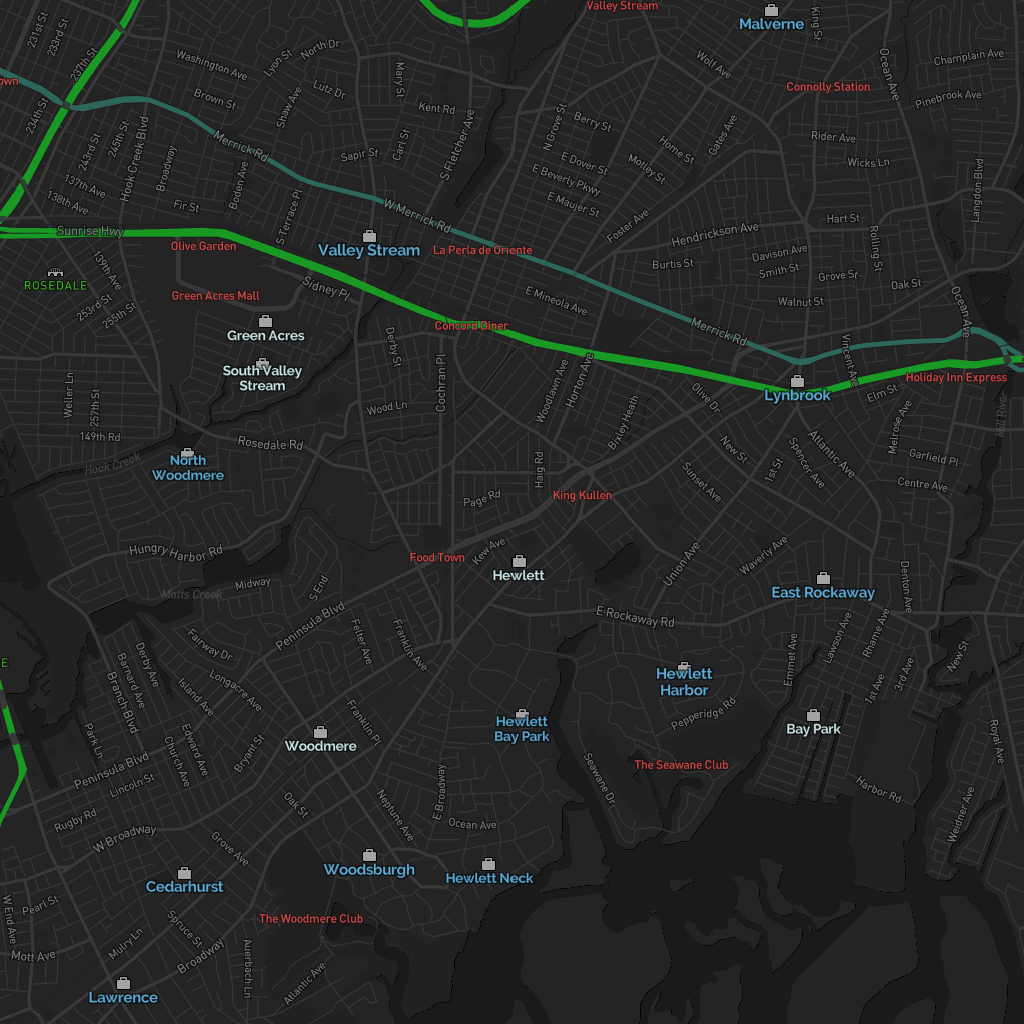 Valley Stream
Malverne
231st St
233rd St
237th St
234th St
Washington Ave
Lyon St
North Dr
Mary St
Wolf Ave
King St
Ocean Ave
Champlain Ave
own
Brown St
Shaw Ave
Lutz Dr
Kent Rd
Connolly Station
Pinebrook Ave
243rd St
245th St
Hook Creek Blvd
Broadway
Merrick Rd
Sapir St
Carl St
S Fletcher Ave
N Grove St
Berry St
Home St
Gates Ave
Rider Ave
Wicks Ln
137th Ave
138th Ave
Boden Ave
Fir St
S Terrace Pl
W Merrick Rd
E Dover St
E Beverly Pkwy
E Maujer St
Motley St
Langdon Blvd
Sunrise Hwy
Olive Garden
Valley Stream
La Perla de Oriente
Foster Ave
Hendrickson Ave
Hart St
Rolling St
Davison Ave
Burtis St
Smith St
Grove St
Oak St
ROSEDALE
139th Ave
253rd St
255th St
Green Acres Mall
Sidney Pl
E Mineola Ave
Walnut St
Ocean Ave
Green Acres
Concord Diner
Merrick Rd
South Valley
Stream
Derby St
Cochran Pl
Woodlawn Ave
Horton Ave
Vincent Ave
Lynbrook
Holiday Inn Express
Weller Ln
257th St
Wood Ln
Bixley Heath
Olive Dr
Elm St
Mill River
149th Rd
Rosedale Rd
Hook Creek
North
Woodmere
Haig Rd
New St
Sunset Ave
1st St
Spencer Ave
Atlantic Ave
Melrose Ave
Garfield Pl
Centre Ave
Page Rd
King Kullen
Hungry Harbor Rd
Food Town
Kew Ave
Hewlett
Union Ave
Waverly Ave
East Rockaway
Denton Ave
Midway
Motts Creek
S End
Peninsula Blvd
Felter Ave
Franklin Ave
E Rockaway Rd
Lawson Ave
Rhame Ave
Emmet Ave
1st Ave
3rd Ave
New St
E
Fairway Dr
Derby Ave
Barnard Ave
Branch Blvd
Island Ave
Longacre Ave
Hewlett
Harbor
Pepperidge Rd
Park Ln
Church Ave
Edward Ave
Bryant St
Franklin Pl
Woodmere
Hewlett
Bay Park
Bay Park
Royal Ave
Peninsula Blvd
Lincoln St
Seawane Dr
The Seawane Club
Harbor Rd
Weidner Ave
Rugby Rd
W Broadway
Oak St
Grove Ave
Neptune Ave
E Broadway
Ocean Ave
Cedarhurst
Woodsburgh
Hewlett Neck
W End Ave
Pearl St
Mott Ave
Mulry Ln
Spruce St
Broadway
The Woodmere Club
Auerbach Ln
Atlantic Ave
Lawrence